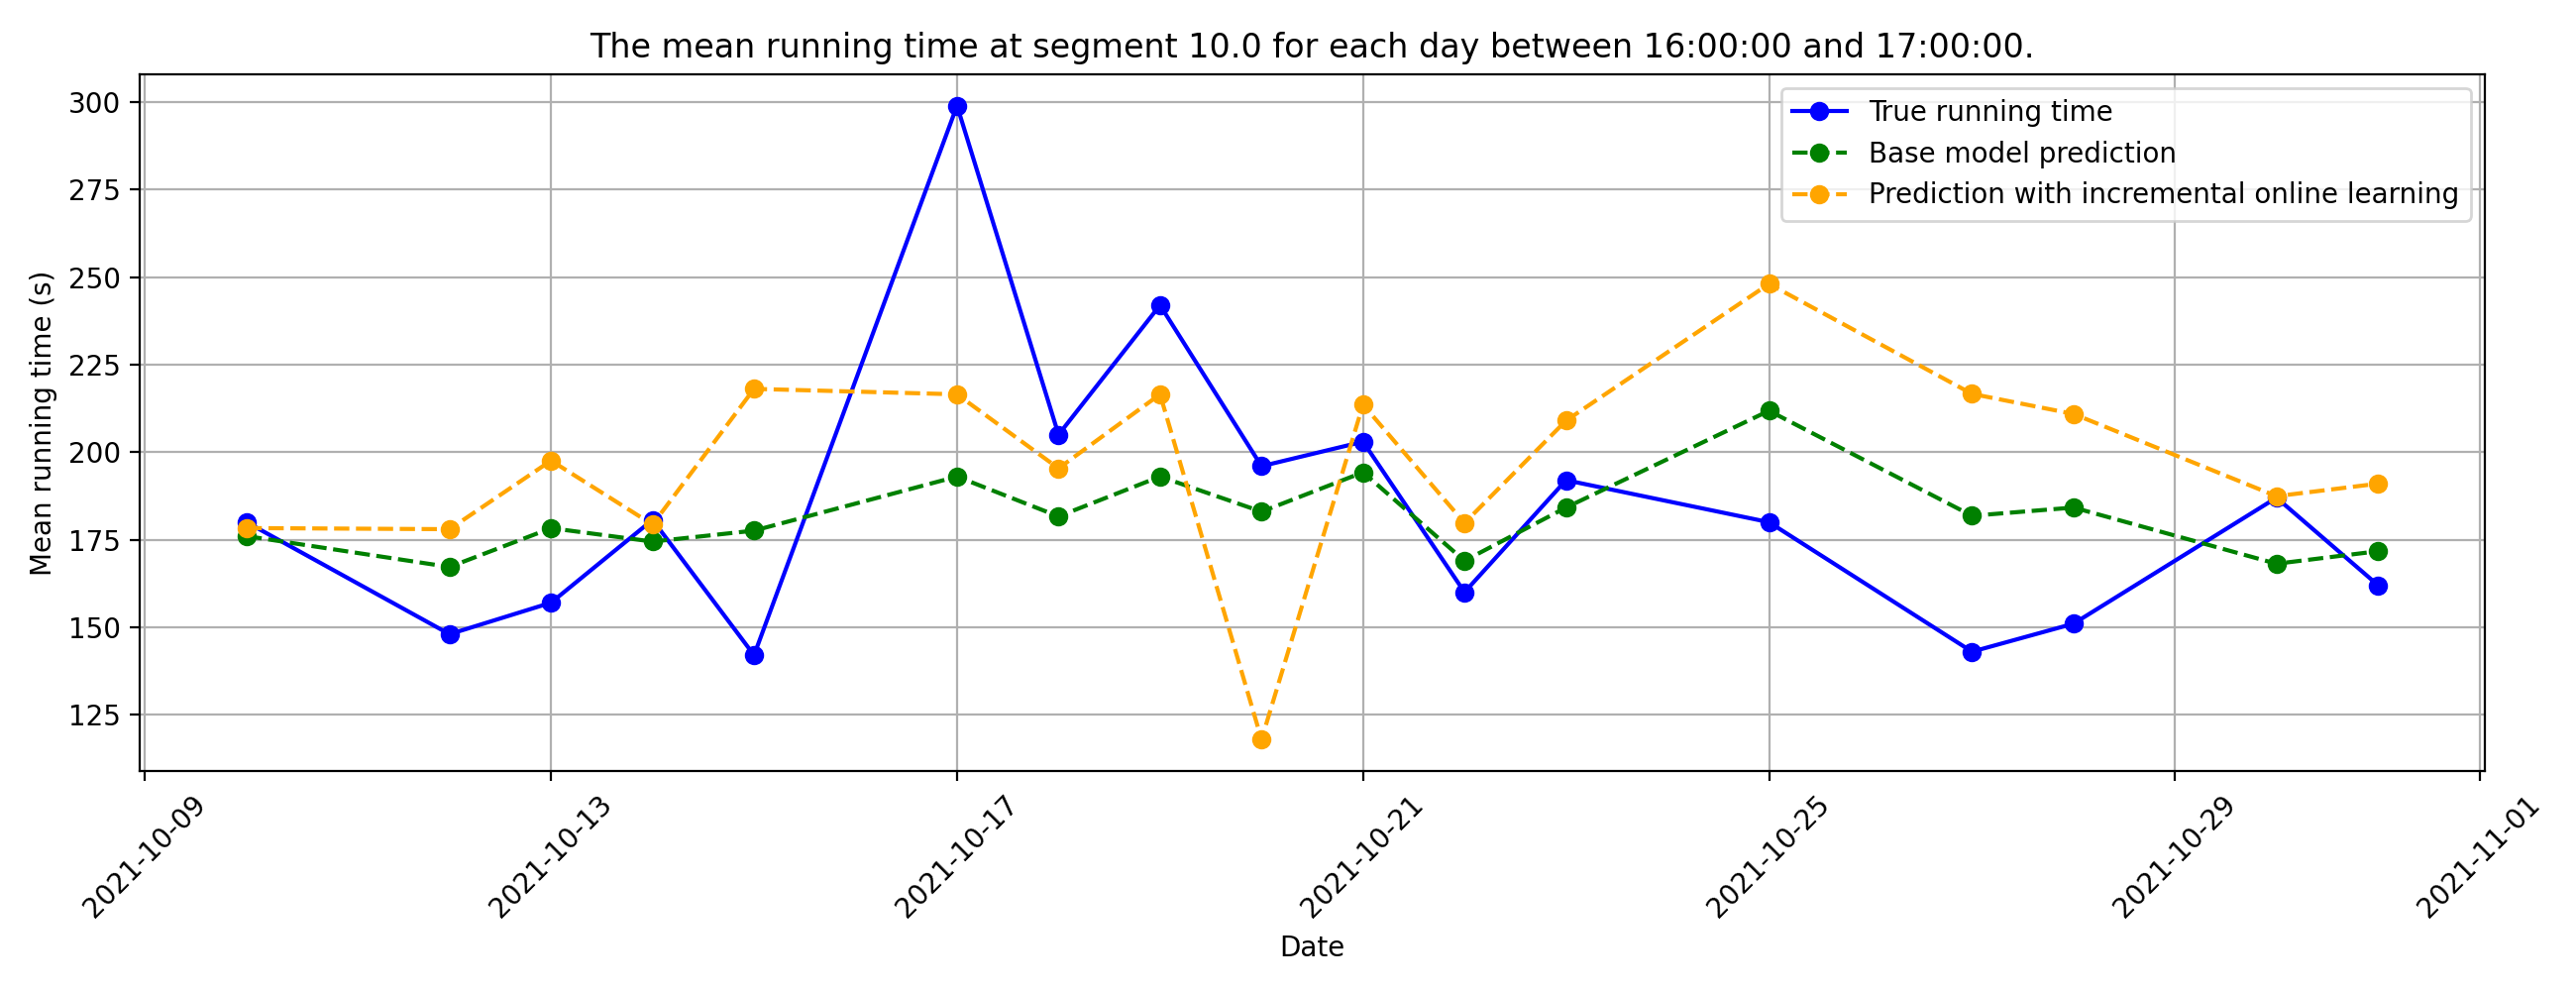 The mean running time at segment 10.0 for each day between 16:00:00 and 17:00:00.
True running time
Base model prediction
Prediction with incremental online learning
Mean running time (s)
300
275
250
225
200
175
150
125
2021-10-09
2021-10-13
2021-10-17
2021-10-21
2021-10-25
2021-10-29
2021-11-01
Date